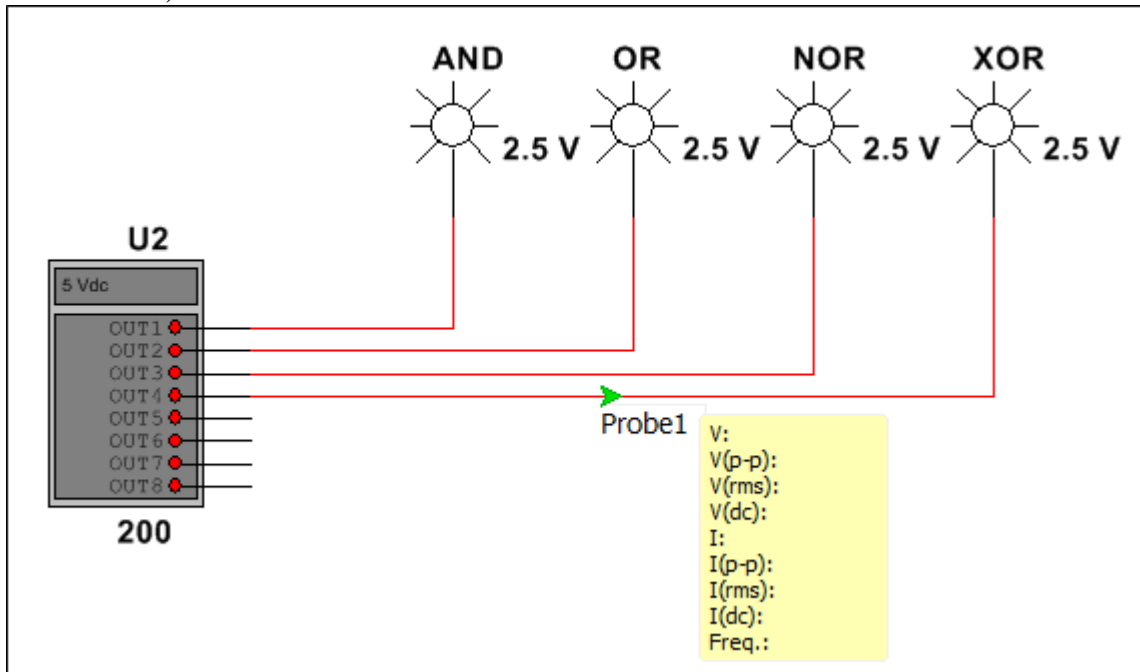 AND OR NOR XOR
2.5 V 2.5 V 2.5 V 2.5 V
U2
5 Vdc
OUT1
OUT2
OUT3
OUT4
OUT5
OUT6
OUT7
OUT8
200
Probe1
V:
V(p-p):
V(rms):
V(dc):
I:
I(p-p):
I(rms):
I(dc):
Freq.: